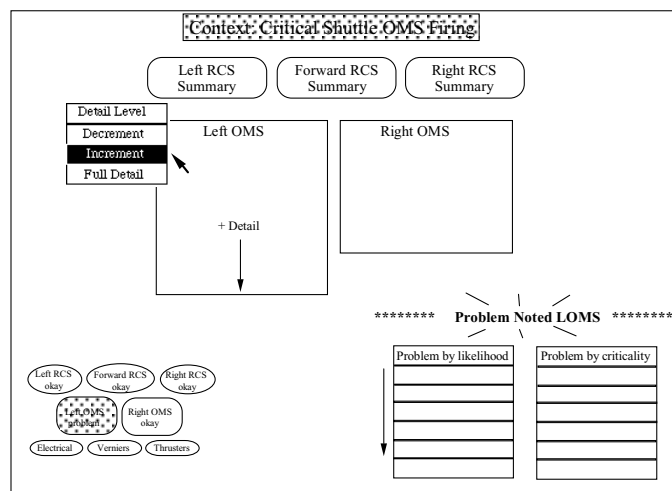 Context: Critical Shuttle OMS Firing
Left RCS
Summary
Forward RCS
Summary
Right RCS
Summary
Detail Level
Decrement
Increment
Full Detail
Left OMS
+ Detail
Right OMS
******** Problem Noted LOMS ********
Problem by likelihood
Problem by criticality
Left RCS
okay
Forward RCS
okay
Right RCS
okay
Left OMS
problem
Right OMS
okay
Electrical
Verniers
Thrusters